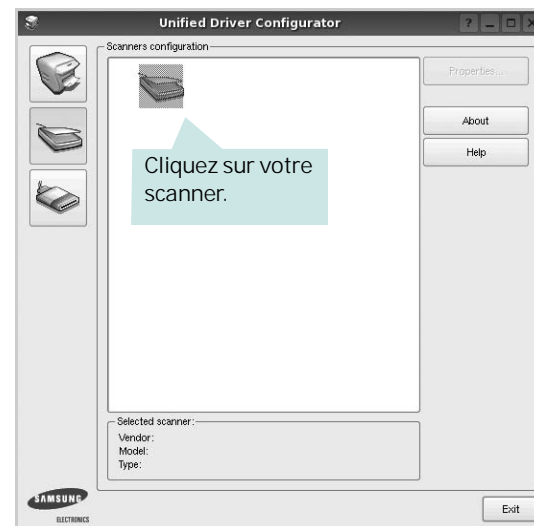 Unified Driver Configurator
Scanners configuration
Properties...
About
Help
Cliquez sur votre
scanner.
Selected scanner:
Vendor:
Model:
Type:
SAMSUNG
ELECTRONICS
Exit